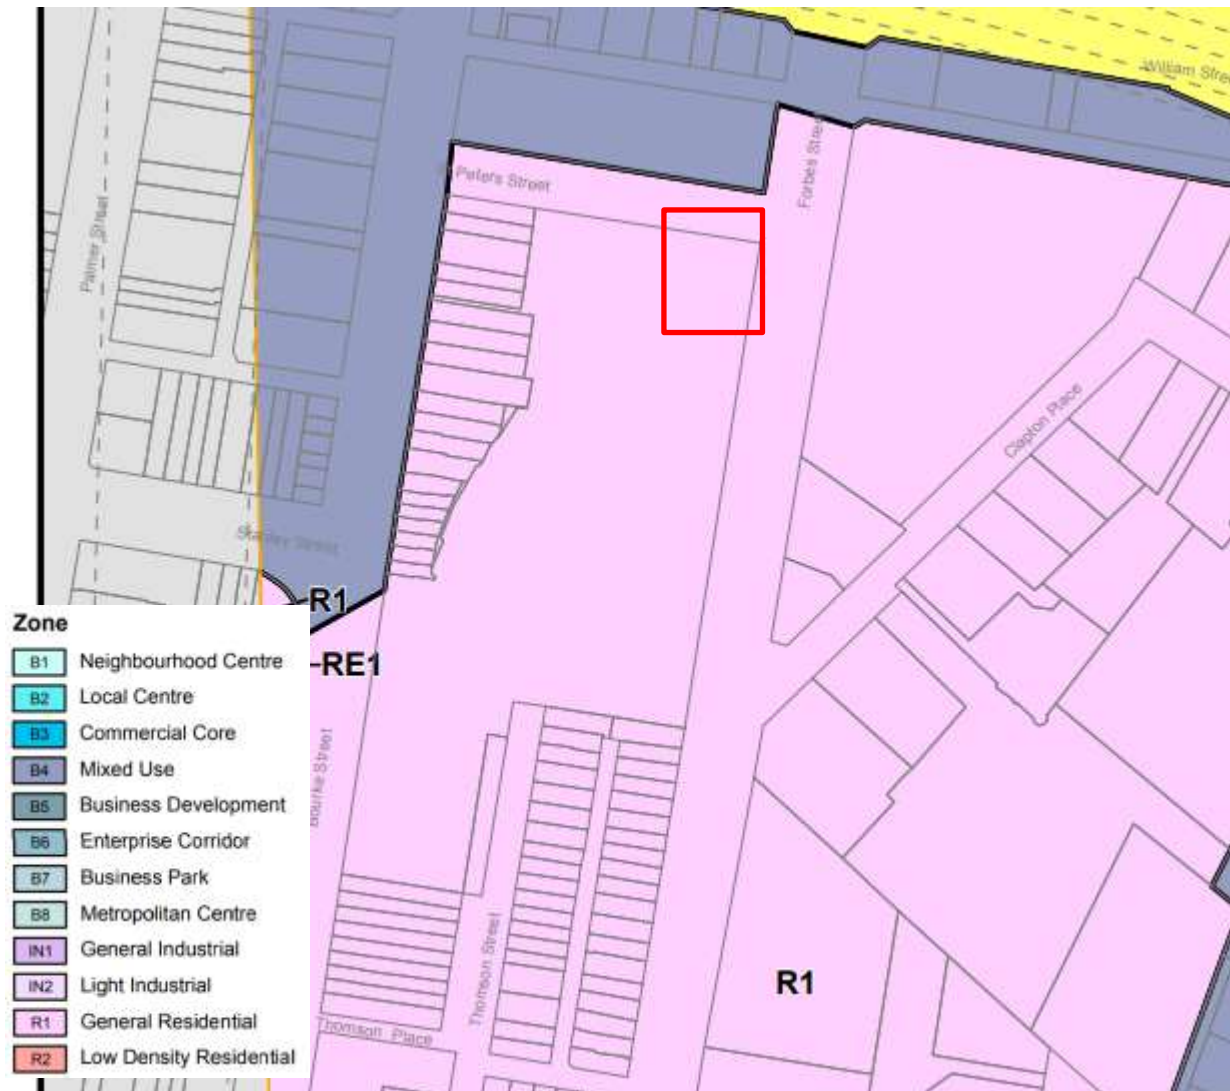 William Stre
Peters Street
Forbes Stree
Palmer Street
Clapton Place
Stanley Street
R1
RE1
Zone
B1 Neighbourhood Centre
B2 Local Centre
B3 Commercial Core
B4 Mixed Use
B5 Business Development
B6 Enterprise Corridor
B7 Business Park
B8 Metropolitan Centre
IN1 General Industrial
IN2 Light Industrial
R1 General Residential
R2 Low Density Residential
Bourke Street
Thomson Street
R1
Thomson Place